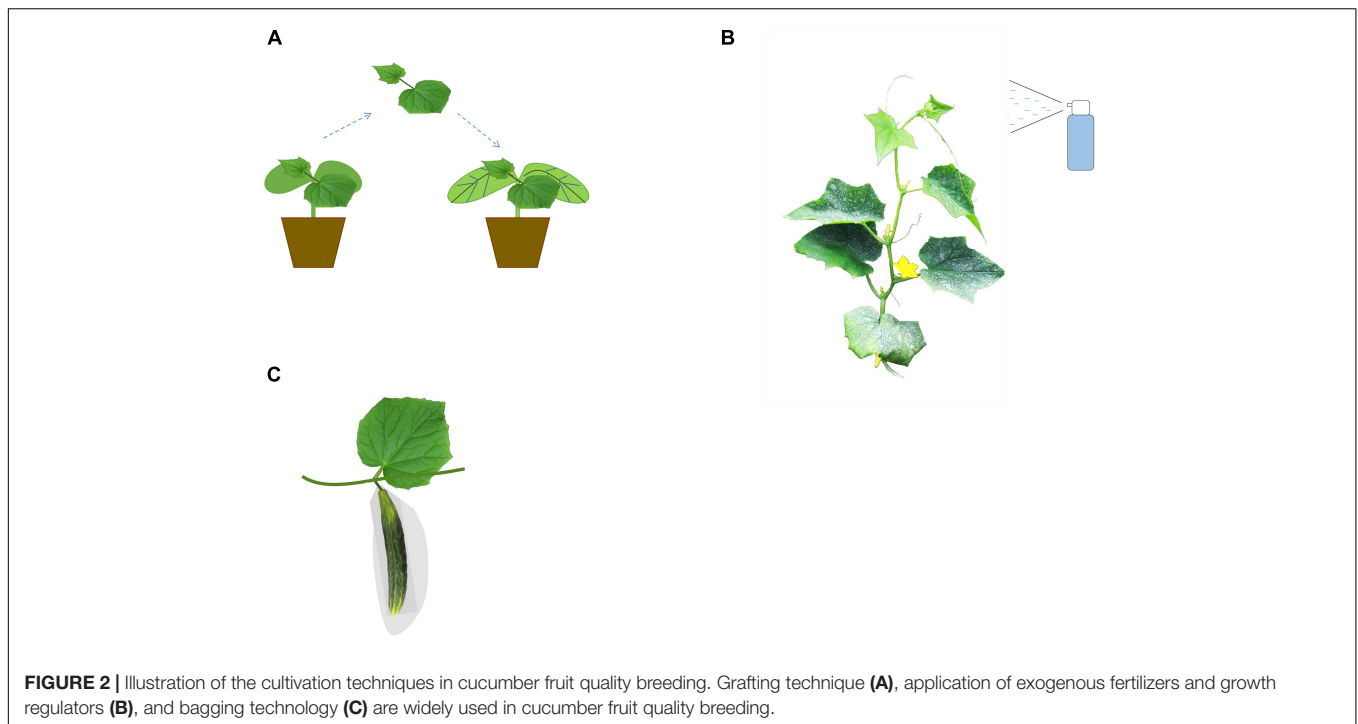 A
B
C
FIGURE 2 | Illustration of the cultivation techniques in cucumber fruit quality breeding. Grafting technique (A), application of exogenous fertilizers and growth
regulators (B), and bagging technology (C) are widely used in cucumber fruit quality breeding.